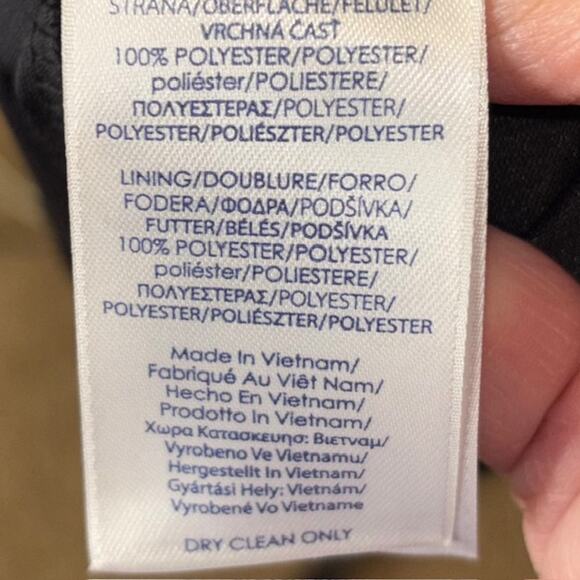 STRANA/OBERFLÄCHE/FELÜLET/
VRCHNÁ ČASŤ
100% POLYESTER/POLYESTER/
poliéster/POLIESTERE/
ΠΟΛΥΕΣΤΕΡΑΣ/POLYESTER/
POLYESTER/POLIÉSZTER/POLYESTER
LINING/DOUBLURE/FORRO/
FODERA/ΦΟΔΡΑ/PODŠÍVKA/
FUTTER/BÉLÉS/PODŠÍVKA
100% POLYESTER/POLYESTER/
poliéster/POLIESTERE/
ΠΟΛΥΕΣΤΕΡΑΣ/POLYESTER/
POLYESTER/POLIÉSZTER/POLYESTER
Made In Vietnam/
Fabriqué Au Viêt Nam/
Hecho En Vietnam/
Prodotto In Vietnam/
Χωρα Κατασκευησ: Βιετναμ/
Vyrobeno Ve Vietnamu/
Hergestellt In Vietnam/
Gyártási Hely: Vietnám/
Vyrobené Vo Vietname
DRY CLEAN ONLY